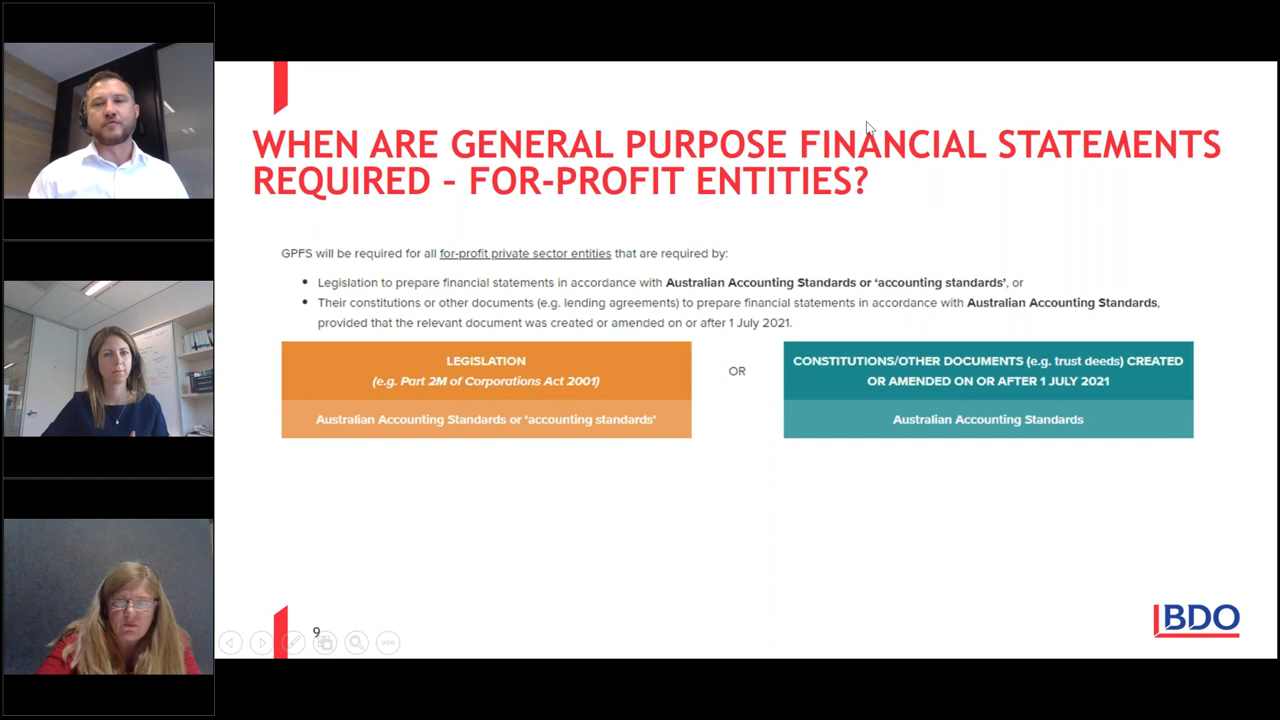 WHEN ARE GENERAL PURPOSE FINANCIAL STATEMENTS
REQUIRED – FOR-PROFIT ENTITIES?
GPFS will be required for all for-profit private sector entities that are required by:
• Legislation to prepare financial statements in accordance with Australian Accounting Standards or ‘accounting standards’, or
• Their constitutions or other documents (e.g. lending agreements) to prepare financial statements in accordance with Australian Accounting Standards,
provided that the relevant document was created or amended on or after 1 July 2021.
LEGISLATION
(e.g. Part 2M of Corporations Act 2001)
Australian Accounting Standards or ‘accounting standards’
OR
CONSTITUTIONS/OTHER DOCUMENTS (e.g. trust deeds) CREATED
OR AMENDED ON OR AFTER 1 JULY 2021
Australian Accounting Standards
9
BDO